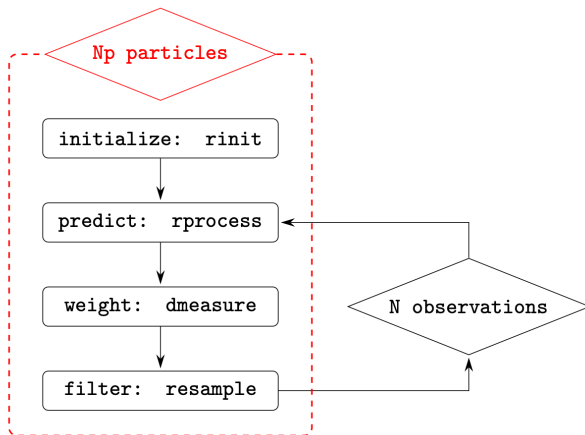 Np particles
initialize: rinit
predict: rprocess
weight: dmeasure
N observations
filter: resample